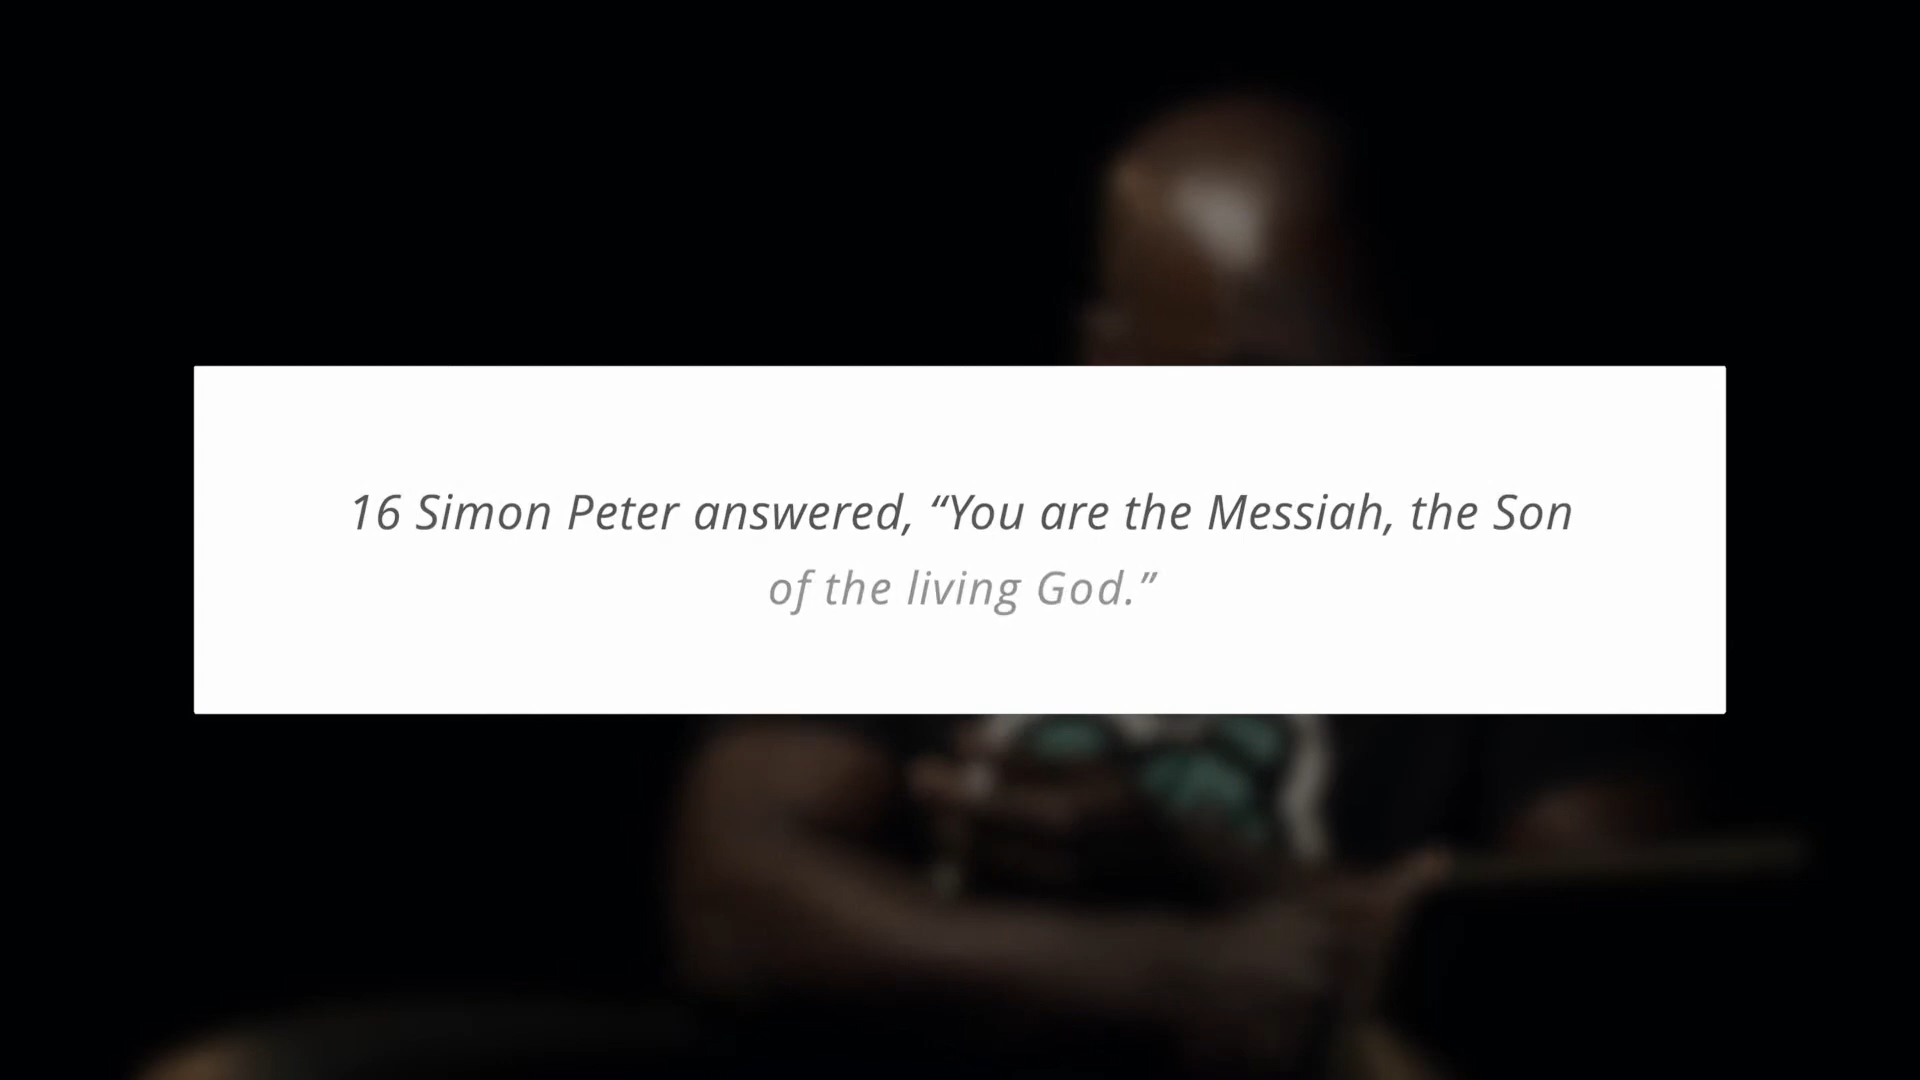 16 Simon Peter answered, “You are the Messiah, the Son
of the living God.”